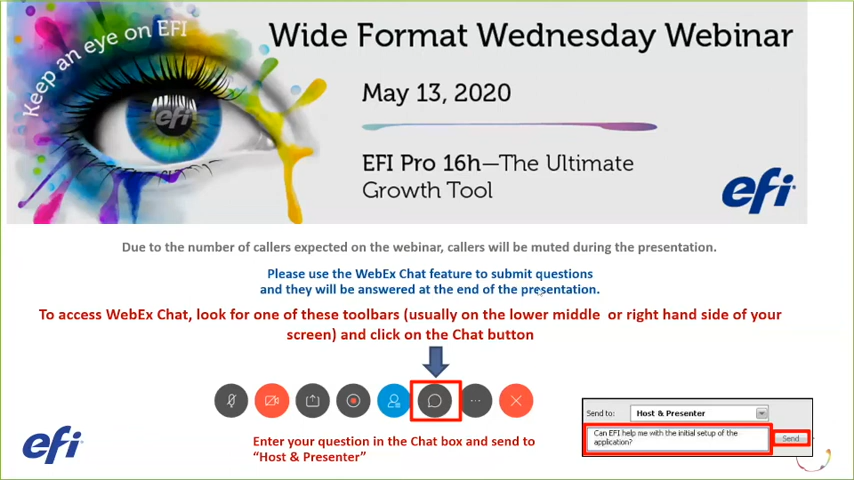 Keep an eye on EFI
Wide Format Wednesday Webinar
May 13, 2020
EFI Pro 16h—The Ultimate
Growth Tool
efi
efi
Due to the number of callers expected on the webinar, callers will be muted during the presentation.
Please use the WebEx Chat feature to submit questions
and they will be answered at the end of the presentation.
To access WebEx Chat, look for one of these toolbars (usually on the lower middle or right hand side of your
screen) and click on the Chat button
Send to:
Host & Presenter
Can EFI help me with the initial setup of the
application?
Send
Enter your question in the Chat box and send to
“Host & Presenter”
efi